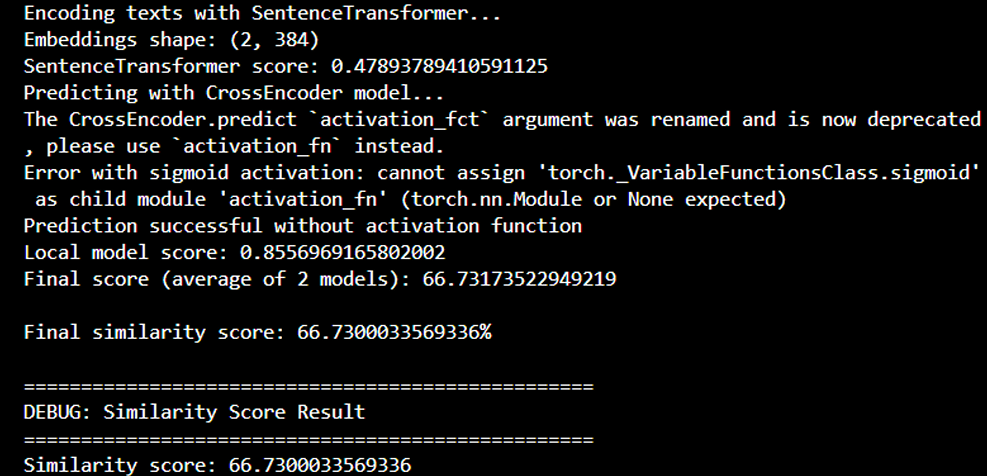 Encoding texts with SentenceTransformer...
Embeddings shape: (2, 384)
SentenceTransformer score: 0.47893789410591125
Predicting with CrossEncoder model...
The CrossEncoder.predict `activation_fct` argument was renamed and is now deprecated
, please use `activation_fn` instead.
Error with sigmoid activation: cannot assign 'torch._VariableFunctionsClass.sigmoid'
 as child module 'activation_fn' (torch.nn.Module or None expected)
Prediction successful without activation function
Local model score: 0.8556969165802002
Final score (average of 2 models): 66.73173522949219

Final similarity score: 66.7300033569336%

==================================================
DEBUG: Similarity Score Result
==================================================
Similarity score: 66.7300033569336